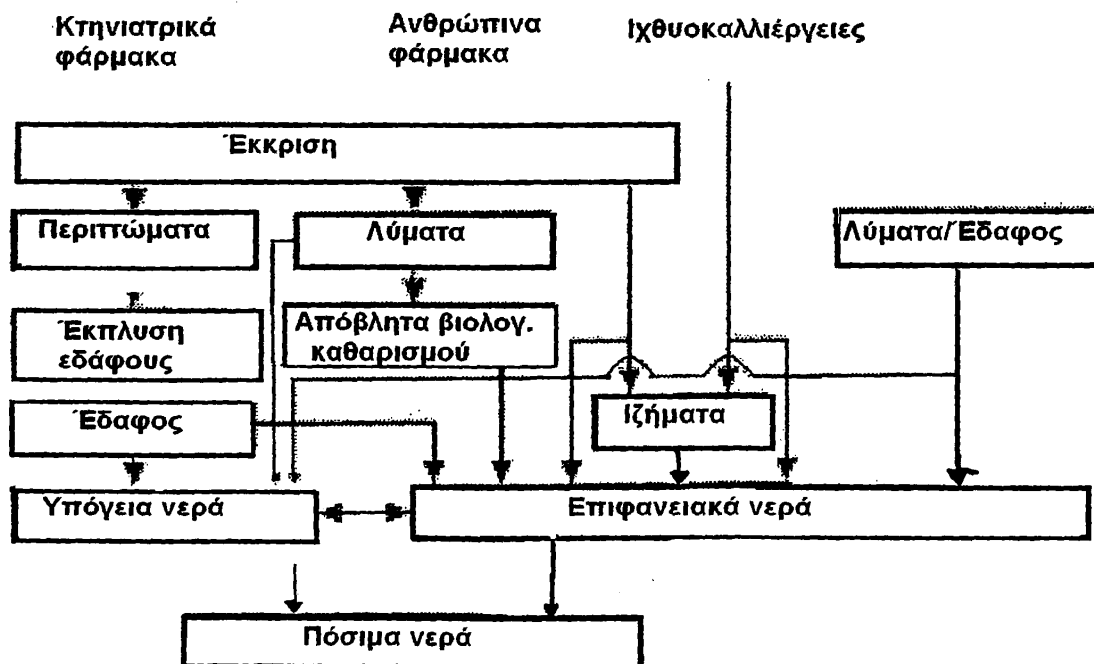 Κτηνιατρικά
φάρμακα
Ανθρώπινα
φάρμακα
Ιχθυοκαλλιέργειες
Έκκριση
Περιττώματα
Λύματα
Λύματα/Έδαφος
Έκπλυση
εδάφους
Απόβλητα βιολογ.
καθαρισμού
Έδαφος
Ιζήματα
Υπόγεια νερά
Επιφανειακά νερά
Πόσιμα νερά